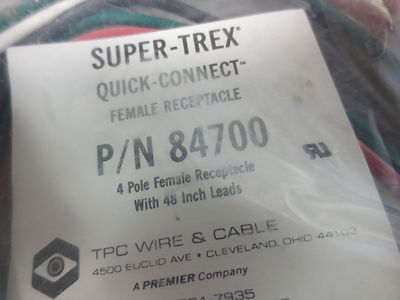 SUPER-TREX®
QUICK-CONNECT™
FEMALE RECEPTACLE
P/N 84700
4 Pole Female Receptacle
With 48 Inch Leads
TPC WIRE & CABLE
4500 EUCLID AVE • CLEVELAND, OHIO 44103
A PREMIER Company
7935